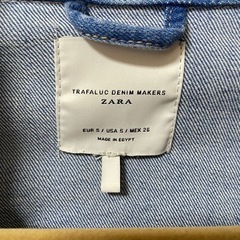 TRAFALUC DENIM MAKERS
ZARA
EUR S / USA S / MEX 26
MADE IN EGYPT